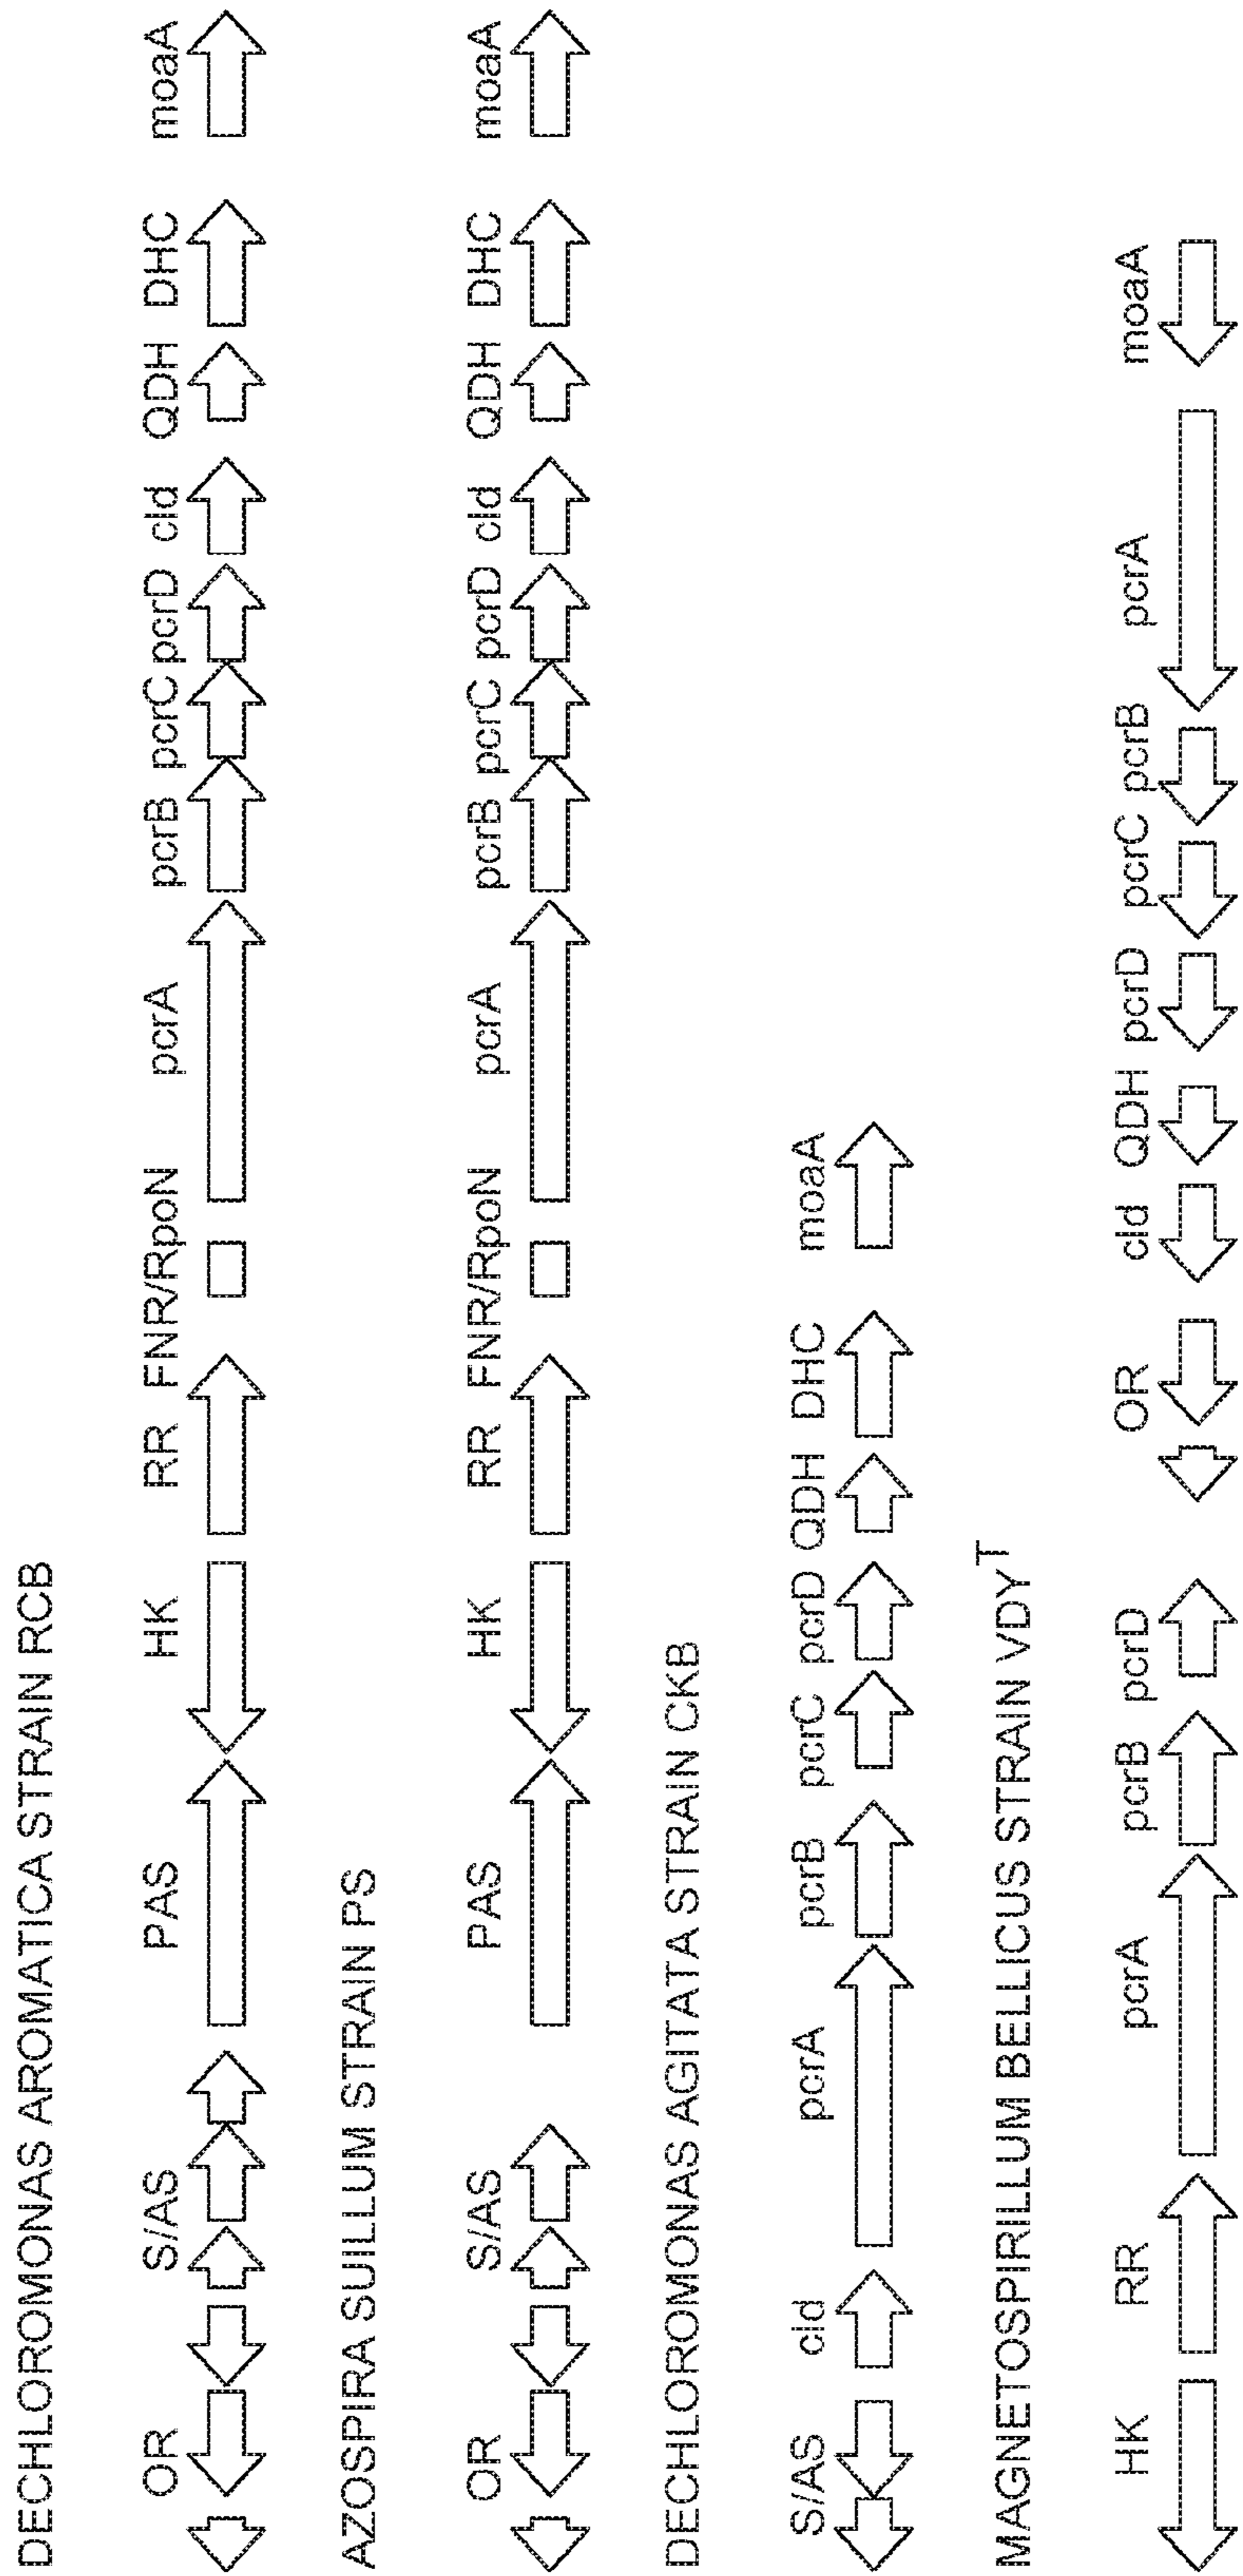 DECHLOROMONAS AROMATICA STRAIN RCB
OR S/AS PAS HK RR FNR/RpoN pcrA pcrB pcrC pcrD cld QDH DHC moaA
AZOSPIRA SUILLUM STRAIN PS
OR S/AS PAS HK RR FNR/RpoN pcrA pcrB pcrC pcrD cld QDH DHC moaA
DECHLOROMONAS AGITATA STRAIN CKB
S/AS cld pcrA pcrB pcrC pcrD QDH DHC moaA
MAGNETOSPIRILLUM BELLICUS STRAIN VDYᵀ
HK RR pcrA pcrB pcrD OR cld QDH pcrD pcrC pcrB pcrA moaA